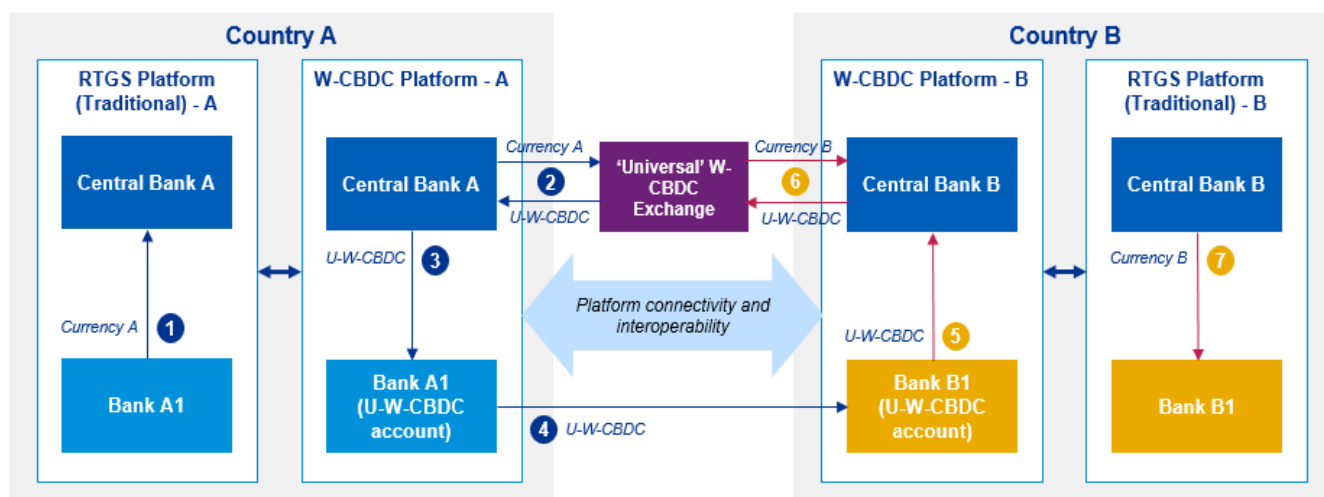 Country A
Country B
RTGS Platform
(Traditional) - A
W-CBDC Platform - A
W-CBDC Platform - B
RTGS Platform
(Traditional) - B
Central Bank A
Central Bank A
Currency A
2
U-W-CBDC
'Universal' W-
CBDC
Exchange
Currency B
6
U-W-CBDC
Central Bank B
Central Bank B
U-W-CBDC
3
Currency B
7
Platform connectivity and
interoperability
Currency A
1
U-W-CBDC
5
Bank A1
Bank A1
(U-W-CBDC
account)
4
U-W-CBDC
Bank B1
(U-W-CBDC
account)
Bank B1